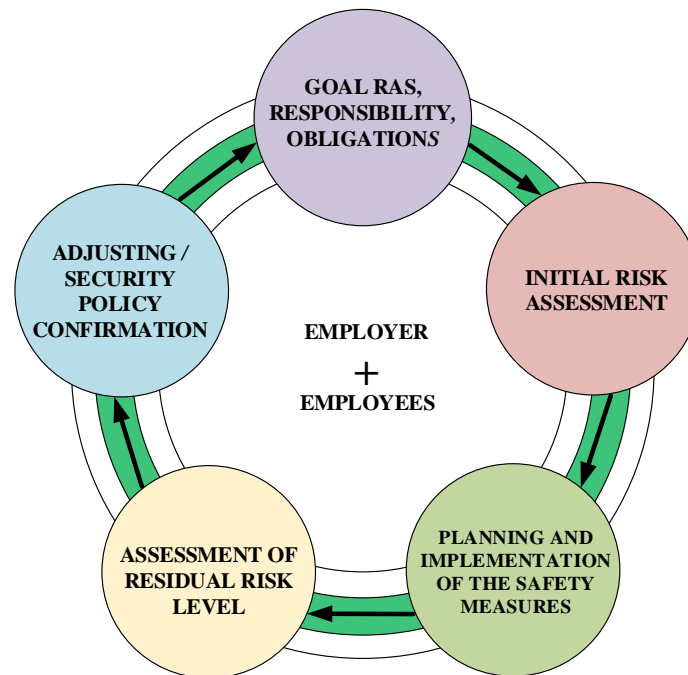 GOAL RAS,
RESPONSIBILITY,
OBLIGATIONS
INITIAL RISK
ASSESSMENT
PLANNING AND
IMPLEMENTATION
OF THE SAFETY
MEASURES
ASSESSMENT OF
RESIDUAL RISK
LEVEL
ADJUSTING /
SECURITY
POLICY
CONFIRMATION
EMPLOYER
+
EMPLOYEES